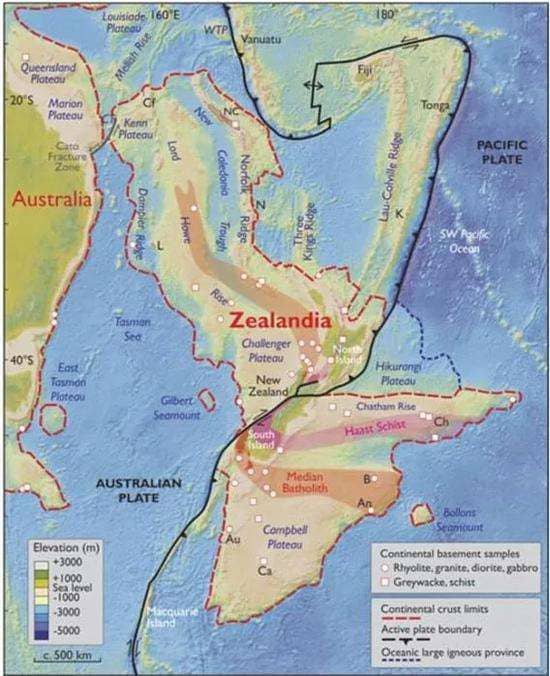 Louisiade
Plateau
160°E
180°
WTP
Vanuatu
Mellish Rise
Queensland
Plateau
Fiji
20°S
Marion
Plateau
Cf
Tonga
NC
New
Kenn
Plateau
Cato
Fracture
Zone
PACIFIC
PLATE
Lord
Caledonia
Norfolk
Lau-Colville Ridge
Australia
Dampier Ridge
N
Howe
Trough
Ridge
Three
Kings Ridge
K
SW Pacific
Ocean
L
Rise
Tasman
Sea
Zealandia
Challenger
Plateau
North
Island
40°S
East
Tasman
Plateau
Hikurangi
Plateau
New
Zealand
Gilbert
Seamount
Chatham Rise
Ch
Haast Schist
South
Island
AUSTRALIAN
PLATE
Median
Batholith
B
An
Bollons
Seamount
Au
Campbell
Plateau
Ca
Macquarie
Island
Elevation (m)
+3000
+1000
Sea level
-1000
-3000
-5000
c. 500 km
Continental basement samples
Rhyolite, granite, diorite, gabbro
Greywacke, schist
Continental crust limits
Active plate boundary
Oceanic large igneous province